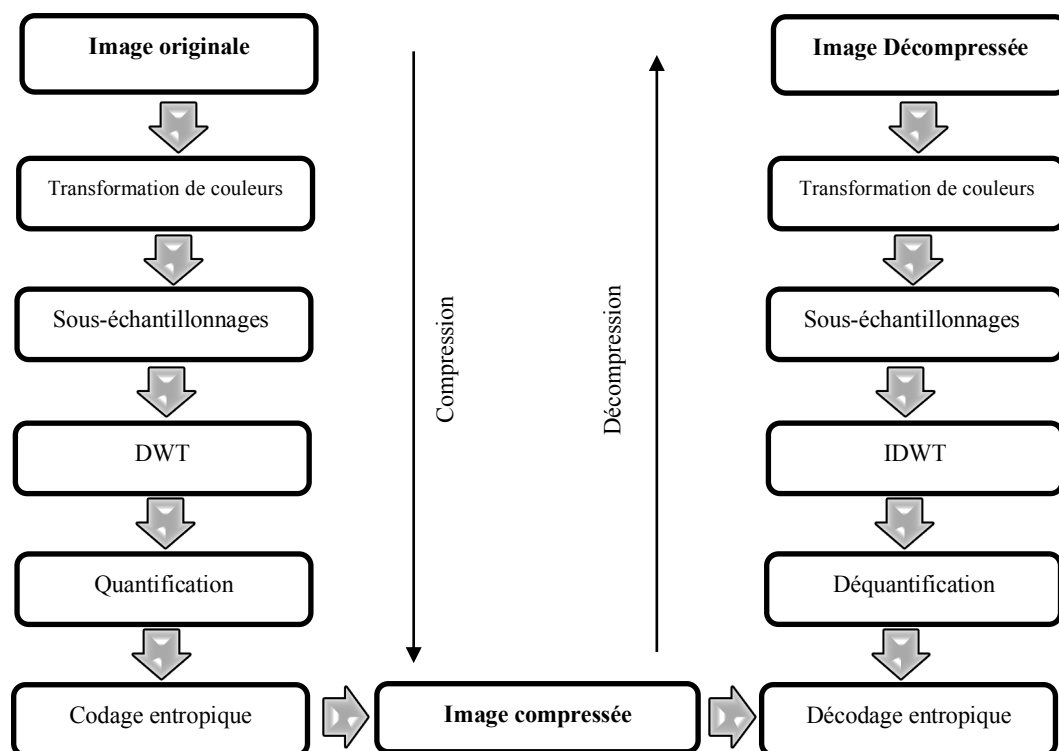 Image originale
Transformation de couleurs
Sous-échantillonnages
DWT
Quantification
Codage entropique
Compression
Image compressée
Décompression
Image Décompressée
Transformation de couleurs
Sous-échantillonnages
IDWT
Déquantification
Décodage entropique